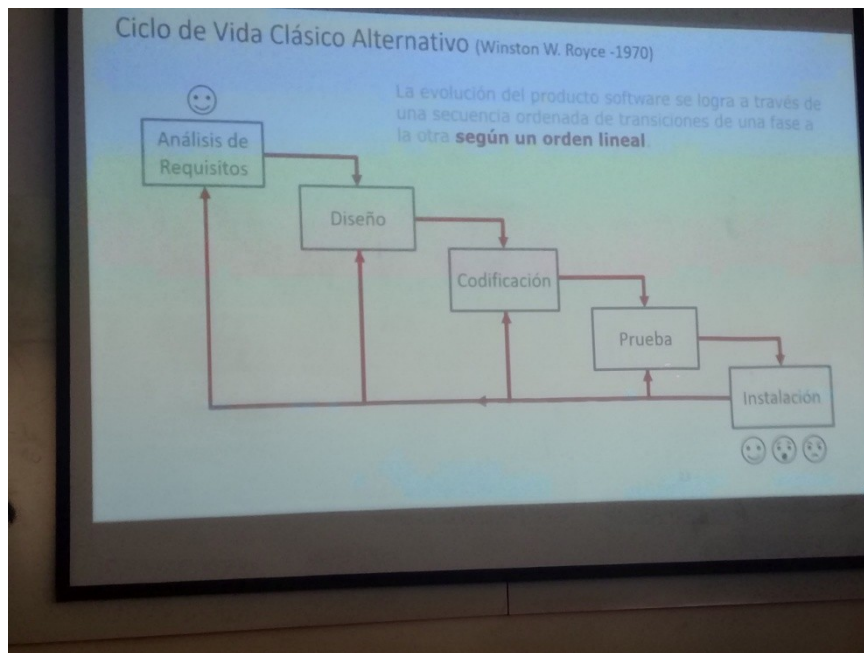 Ciclo de Vida Clásico Alternativo (Winston W. Royce -1970)
La evolución del producto software se logra a través de
una secuencia ordenada de transiciones de una fase a
la otra según un orden lineal.
Análisis de
Requisitos
Diseño
Codificación
Prueba
Instalación